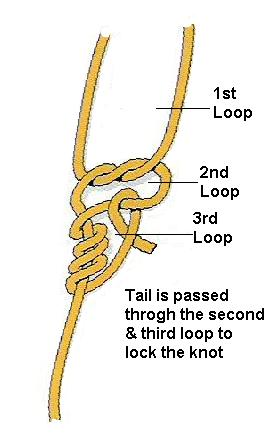 1st
Loop
2nd
Loop
3rd
Loop
Tail is passed
throgh the second
& third loop to
lock the knot